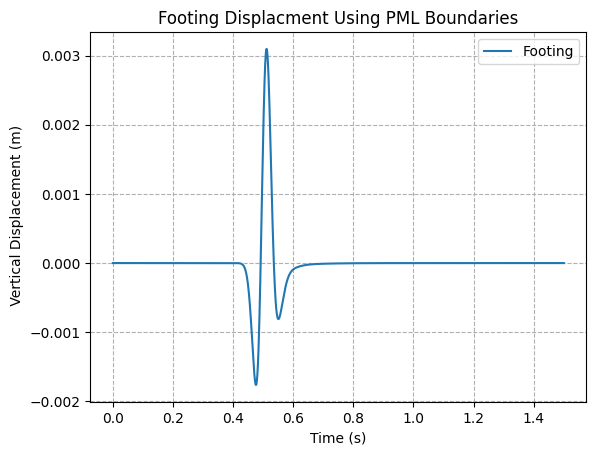 Footing Displacment Using PML Boundaries
Footing
Vertical Displacement (m)
0.003
0.002
0.001
0.000
−0.001
−0.002
0.0 0.2 0.4 0.6 0.8 1.0 1.2 1.4
Time (s)